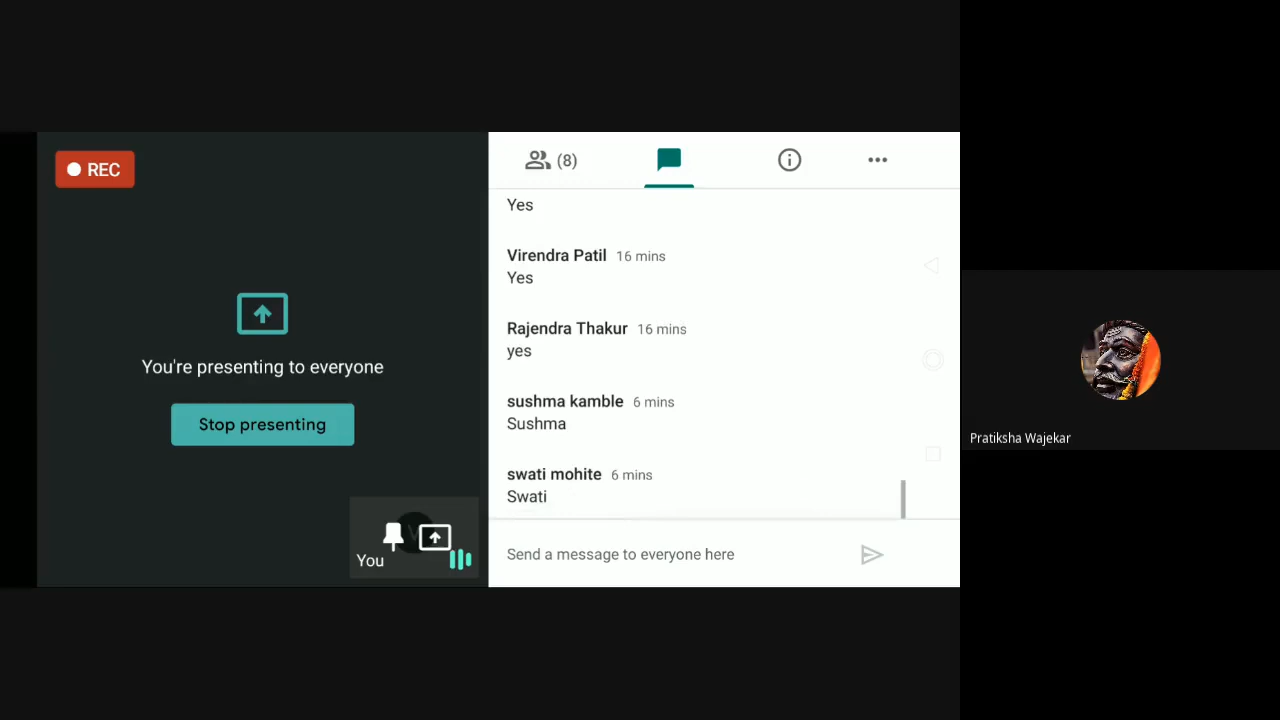 REC
(8)
Yes
Virendra Patil 16 mins
Yes
Rajendra Thakur 16 mins
yes
You're presenting to everyone
sushma kamble 6 mins
Sushma
Stop presenting
Pratiksha Wajekar
swati mohite 6 mins
Swati
You
Send a message to everyone here